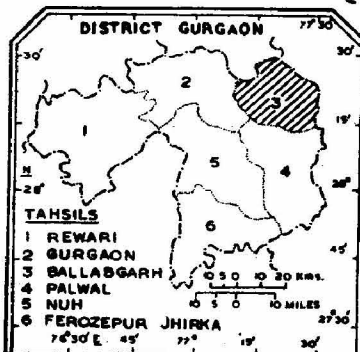 DISTRICT GURGAON
77°30'
30'
30'
2
3
15'
19'
1
5
4
N
28°
28°
TAHSILS
6
1 REWARI
2 GURGAON
3 BALLABGARH
4 PALWAL
5 NUH
6 FEROZEPUR JHIRKA
45'
10 5 0 10 20 KMS.
10 5 0 10 MILES
27°30'
76°30'E. 45' 77° 19' 30'